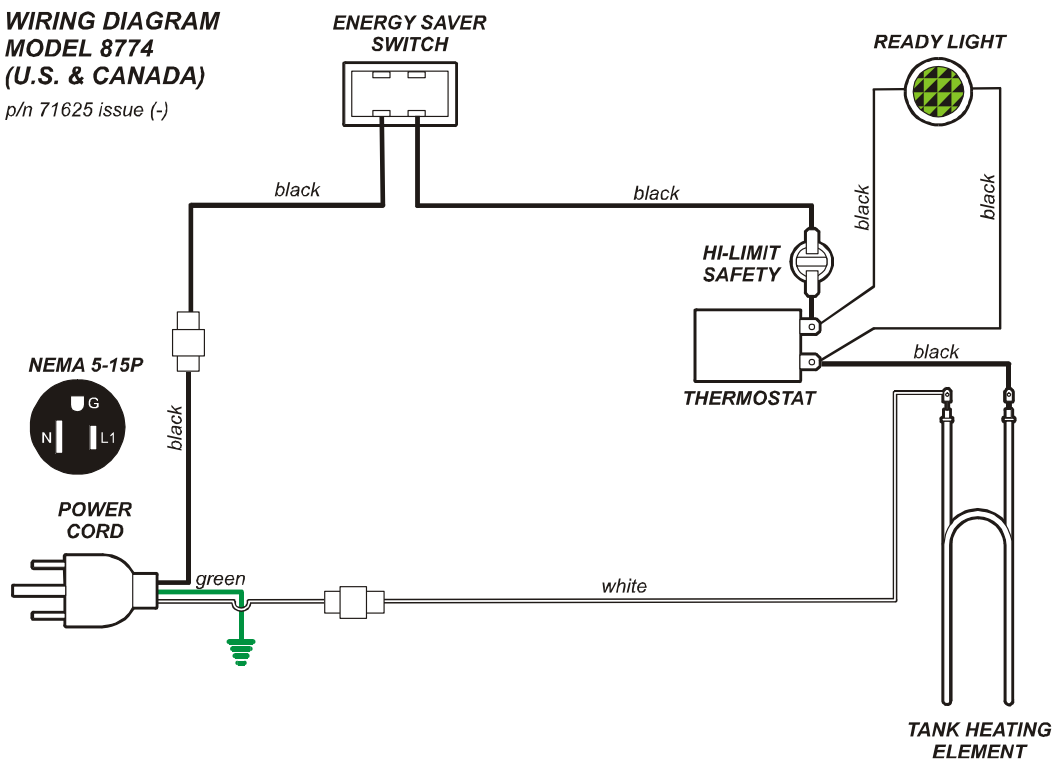 WIRING DIAGRAM
MODEL 8774
(U.S. & CANADA)
p/n 71625 issue (-)
ENERGY SAVER
SWITCH
READY LIGHT
black
black
black
black
HI-LIMIT
SAFETY
black
THERMOSTAT
NEMA 5-15P
G
N
L1
black
POWER
CORD
green
white
TANK HEATING
ELEMENT